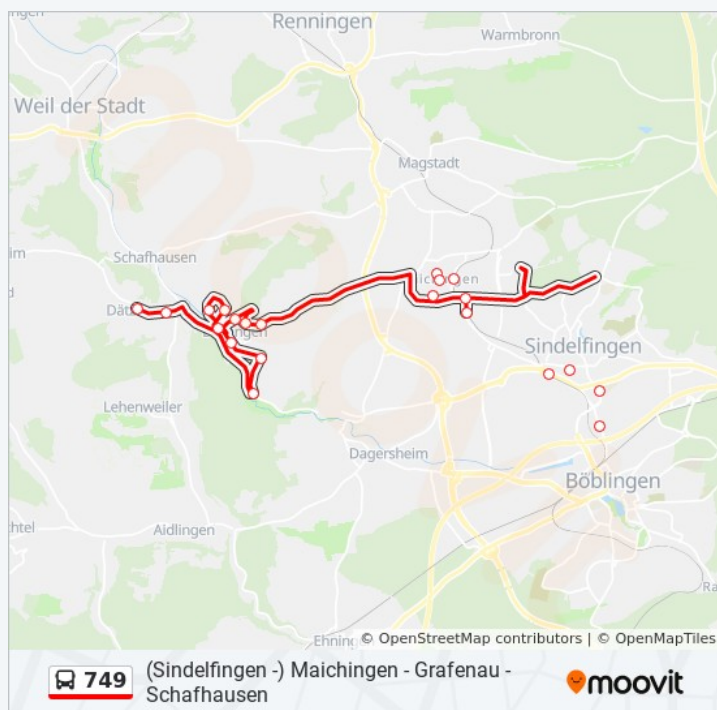 Renningen
Warmbronn
Weil der Stadt
Magstadt
Schafhausen
Sindelfingen
Lehenweiler
Dagersheim
Böblingen
Aidlingen
© OpenStreetMap contributors | © OpenMapTiles
749
(Sindelfingen -) Maichingen - Grafenau -
Schafhausen
moovit